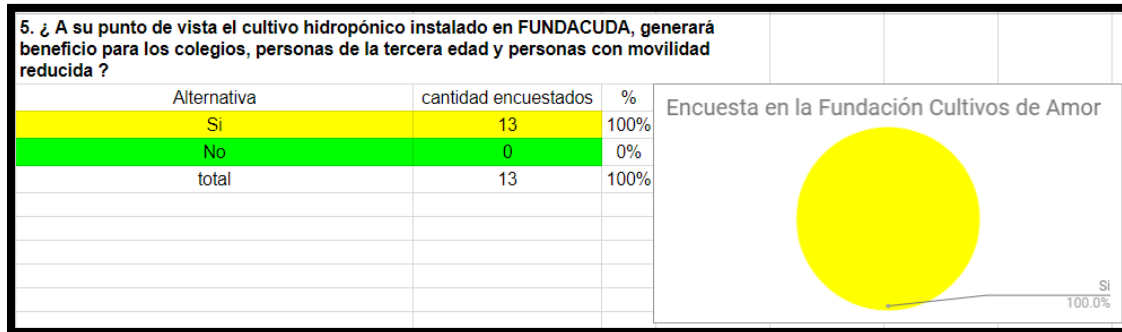 5. ¿ A su punto de vista el cultivo hidropónico instalado en FUNDACUDA, generará
beneficio para los colegios, personas de la tercera edad y personas con movilidad
reducida ?
Alternativa cantidad encuestados %
Si 13 100%
No 0 0%
total 13 100%
Encuesta en la Fundación Cultivos de Amor
Si
100.0%